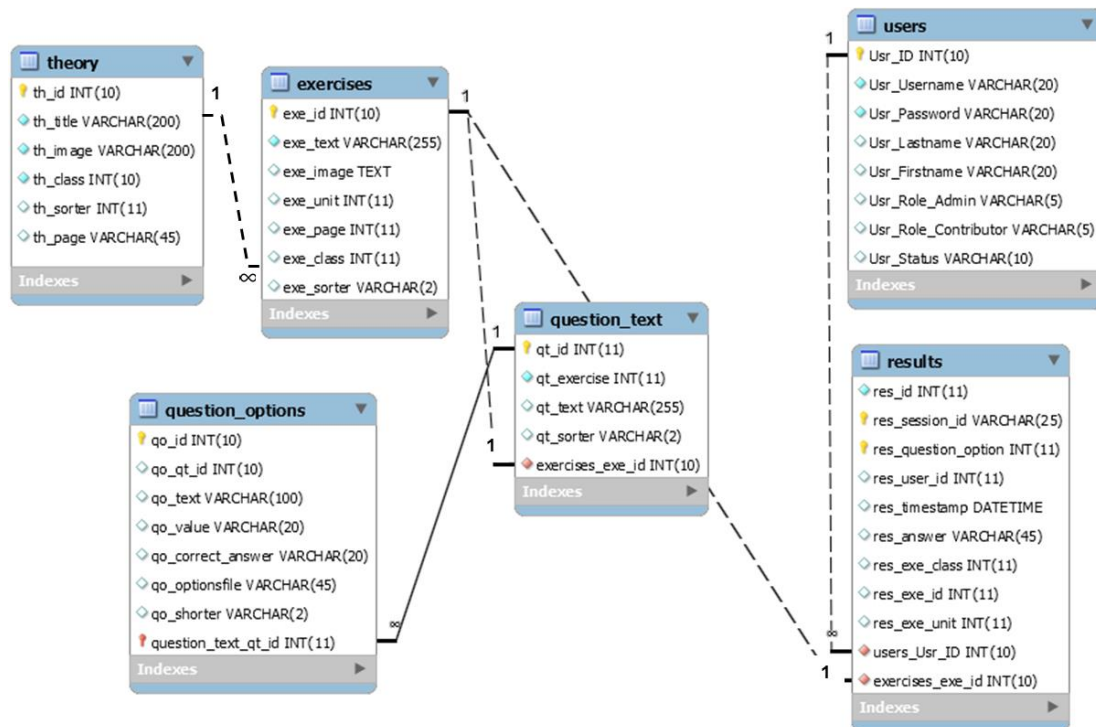 theory
th_id INT(10)
th_title VARCHAR(200)
th_image VARCHAR(200)
th_class INT(10)
th_sorter INT(11)
th_page VARCHAR(45)
Indexes
1
∞
exercises
exe_id INT(10)
exe_text VARCHAR(255)
exe_image TEXT
exe_unit INT(11)
exe_page INT(11)
exe_class INT(11)
exe_sorter VARCHAR(2)
Indexes
1
users
1
Usr_ID INT(10)
Usr_Username VARCHAR(20)
Usr_Password VARCHAR(20)
Usr_Lastname VARCHAR(20)
Usr_Firstname VARCHAR(20)
Usr_Role_Admin VARCHAR(5)
Usr_Role_Contributor VARCHAR(5)
Usr_Status VARCHAR(10)
Indexes
question_text
1
qt_id INT(11)
qt_exercise INT(11)
qt_text VARCHAR(255)
qt_sorter VARCHAR(2)
1
exercises_exe_id INT(10)
Indexes
question_options
qo_id INT(10)
qo_qt_id INT(10)
qo_text VARCHAR(100)
qo_value VARCHAR(20)
qo_correct_answer VARCHAR(20)
qo_optionsfile VARCHAR(45)
qo_shorter VARCHAR(2)
question_text_qt_id INT(11)
∞
Indexes
results
res_id INT(11)
res_session_id VARCHAR(25)
res_question_option INT(11)
res_user_id INT(11)
res_timestamp DATETIME
res_answer VARCHAR(45)
res_exe_class INT(11)
res_exe_id INT(11)
res_exe_unit INT(11)
∞
users_Usr_ID INT(10)
1
exercises_exe_id INT(10)
Indexes